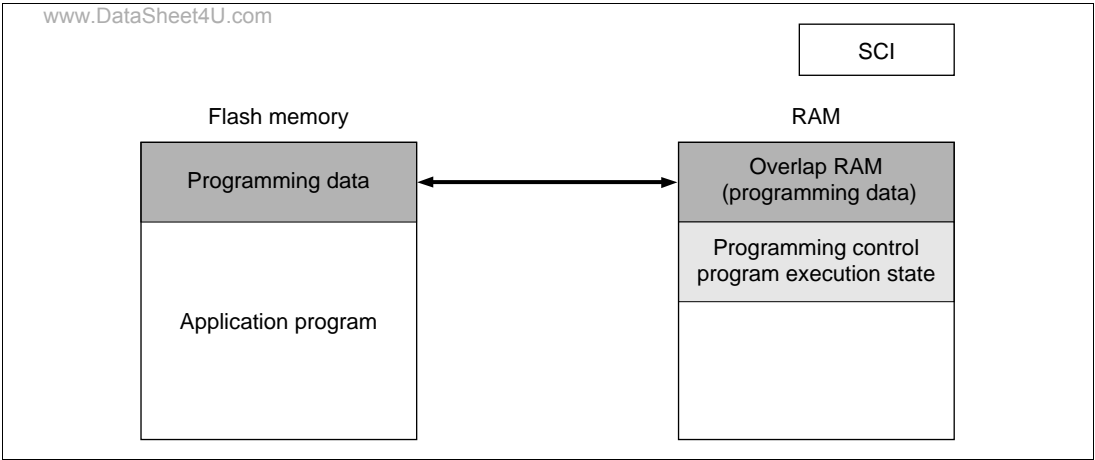 www.DataSheet4U.com
SCI
Flash memory
RAM
Programming data
Overlap RAM
(programming data)
Programming control
program execution state
Application program